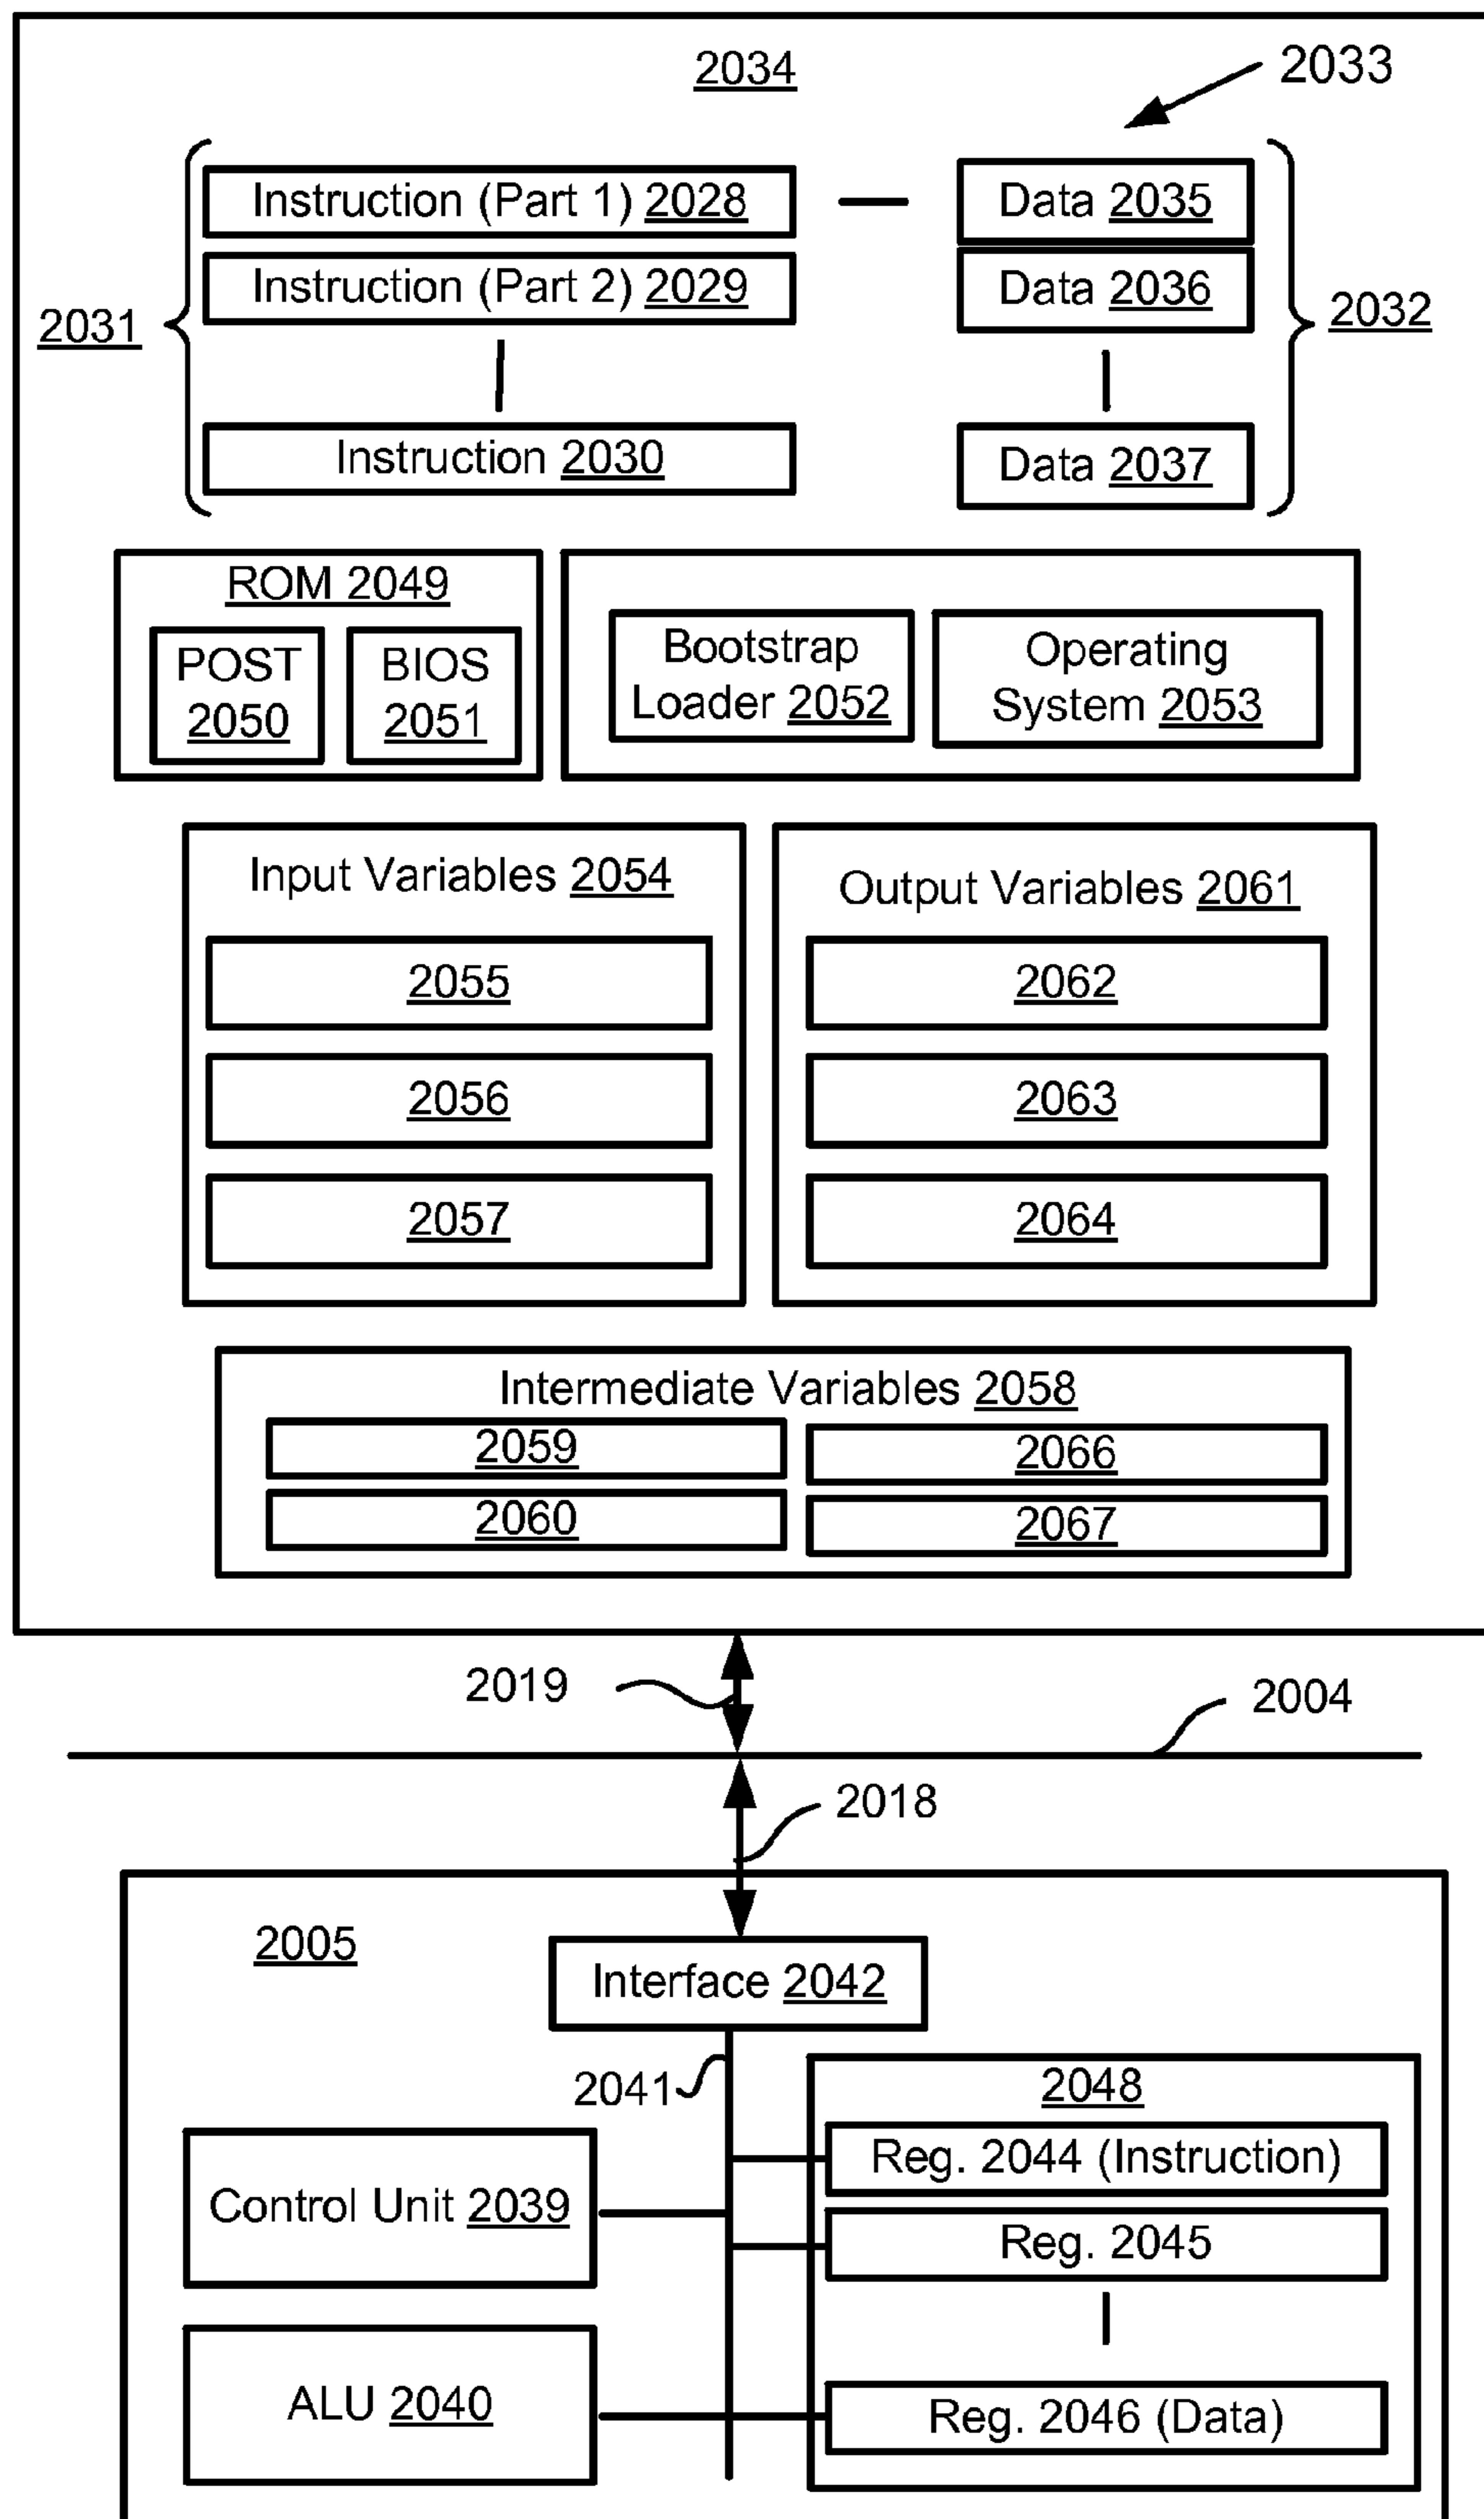 2034
2033
Instruction (Part 1) 2028
Data 2035
Instruction (Part 2) 2029
Data 2036
2031
2032
Instruction 2030
Data 2037
ROM 2049
POST
2050
BIOS
2051
Bootstrap
Loader 2052
Operating
System 2053
Input Variables 2054
2055
2056
2057
Output Variables 2061
2062
2063
2064
Intermediate Variables 2058
2059
2066
2060
2067
2019
2004
2018
2005
Interface 2042
2041
2048
Reg. 2044 (Instruction)
Control Unit 2039
Reg. 2045
ALU 2040
Reg. 2046 (Data)